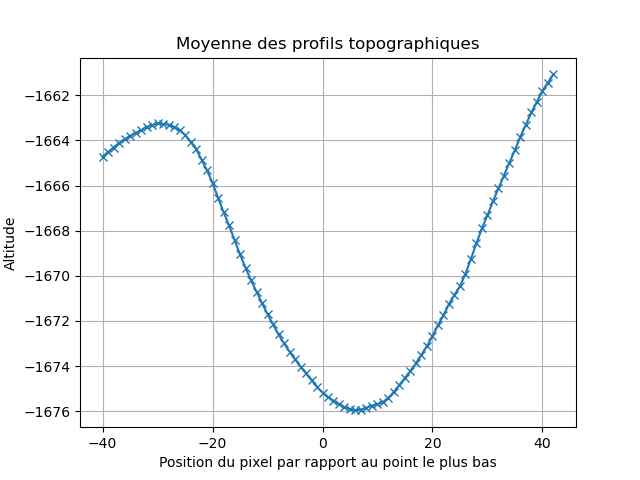 Moyenne des profils topographiques
Altitude
−1662
−1664
−1666
−1668
−1670
−1672
−1674
−1676
−40 −20 0 20 40
Position du pixel par rapport au point le plus bas